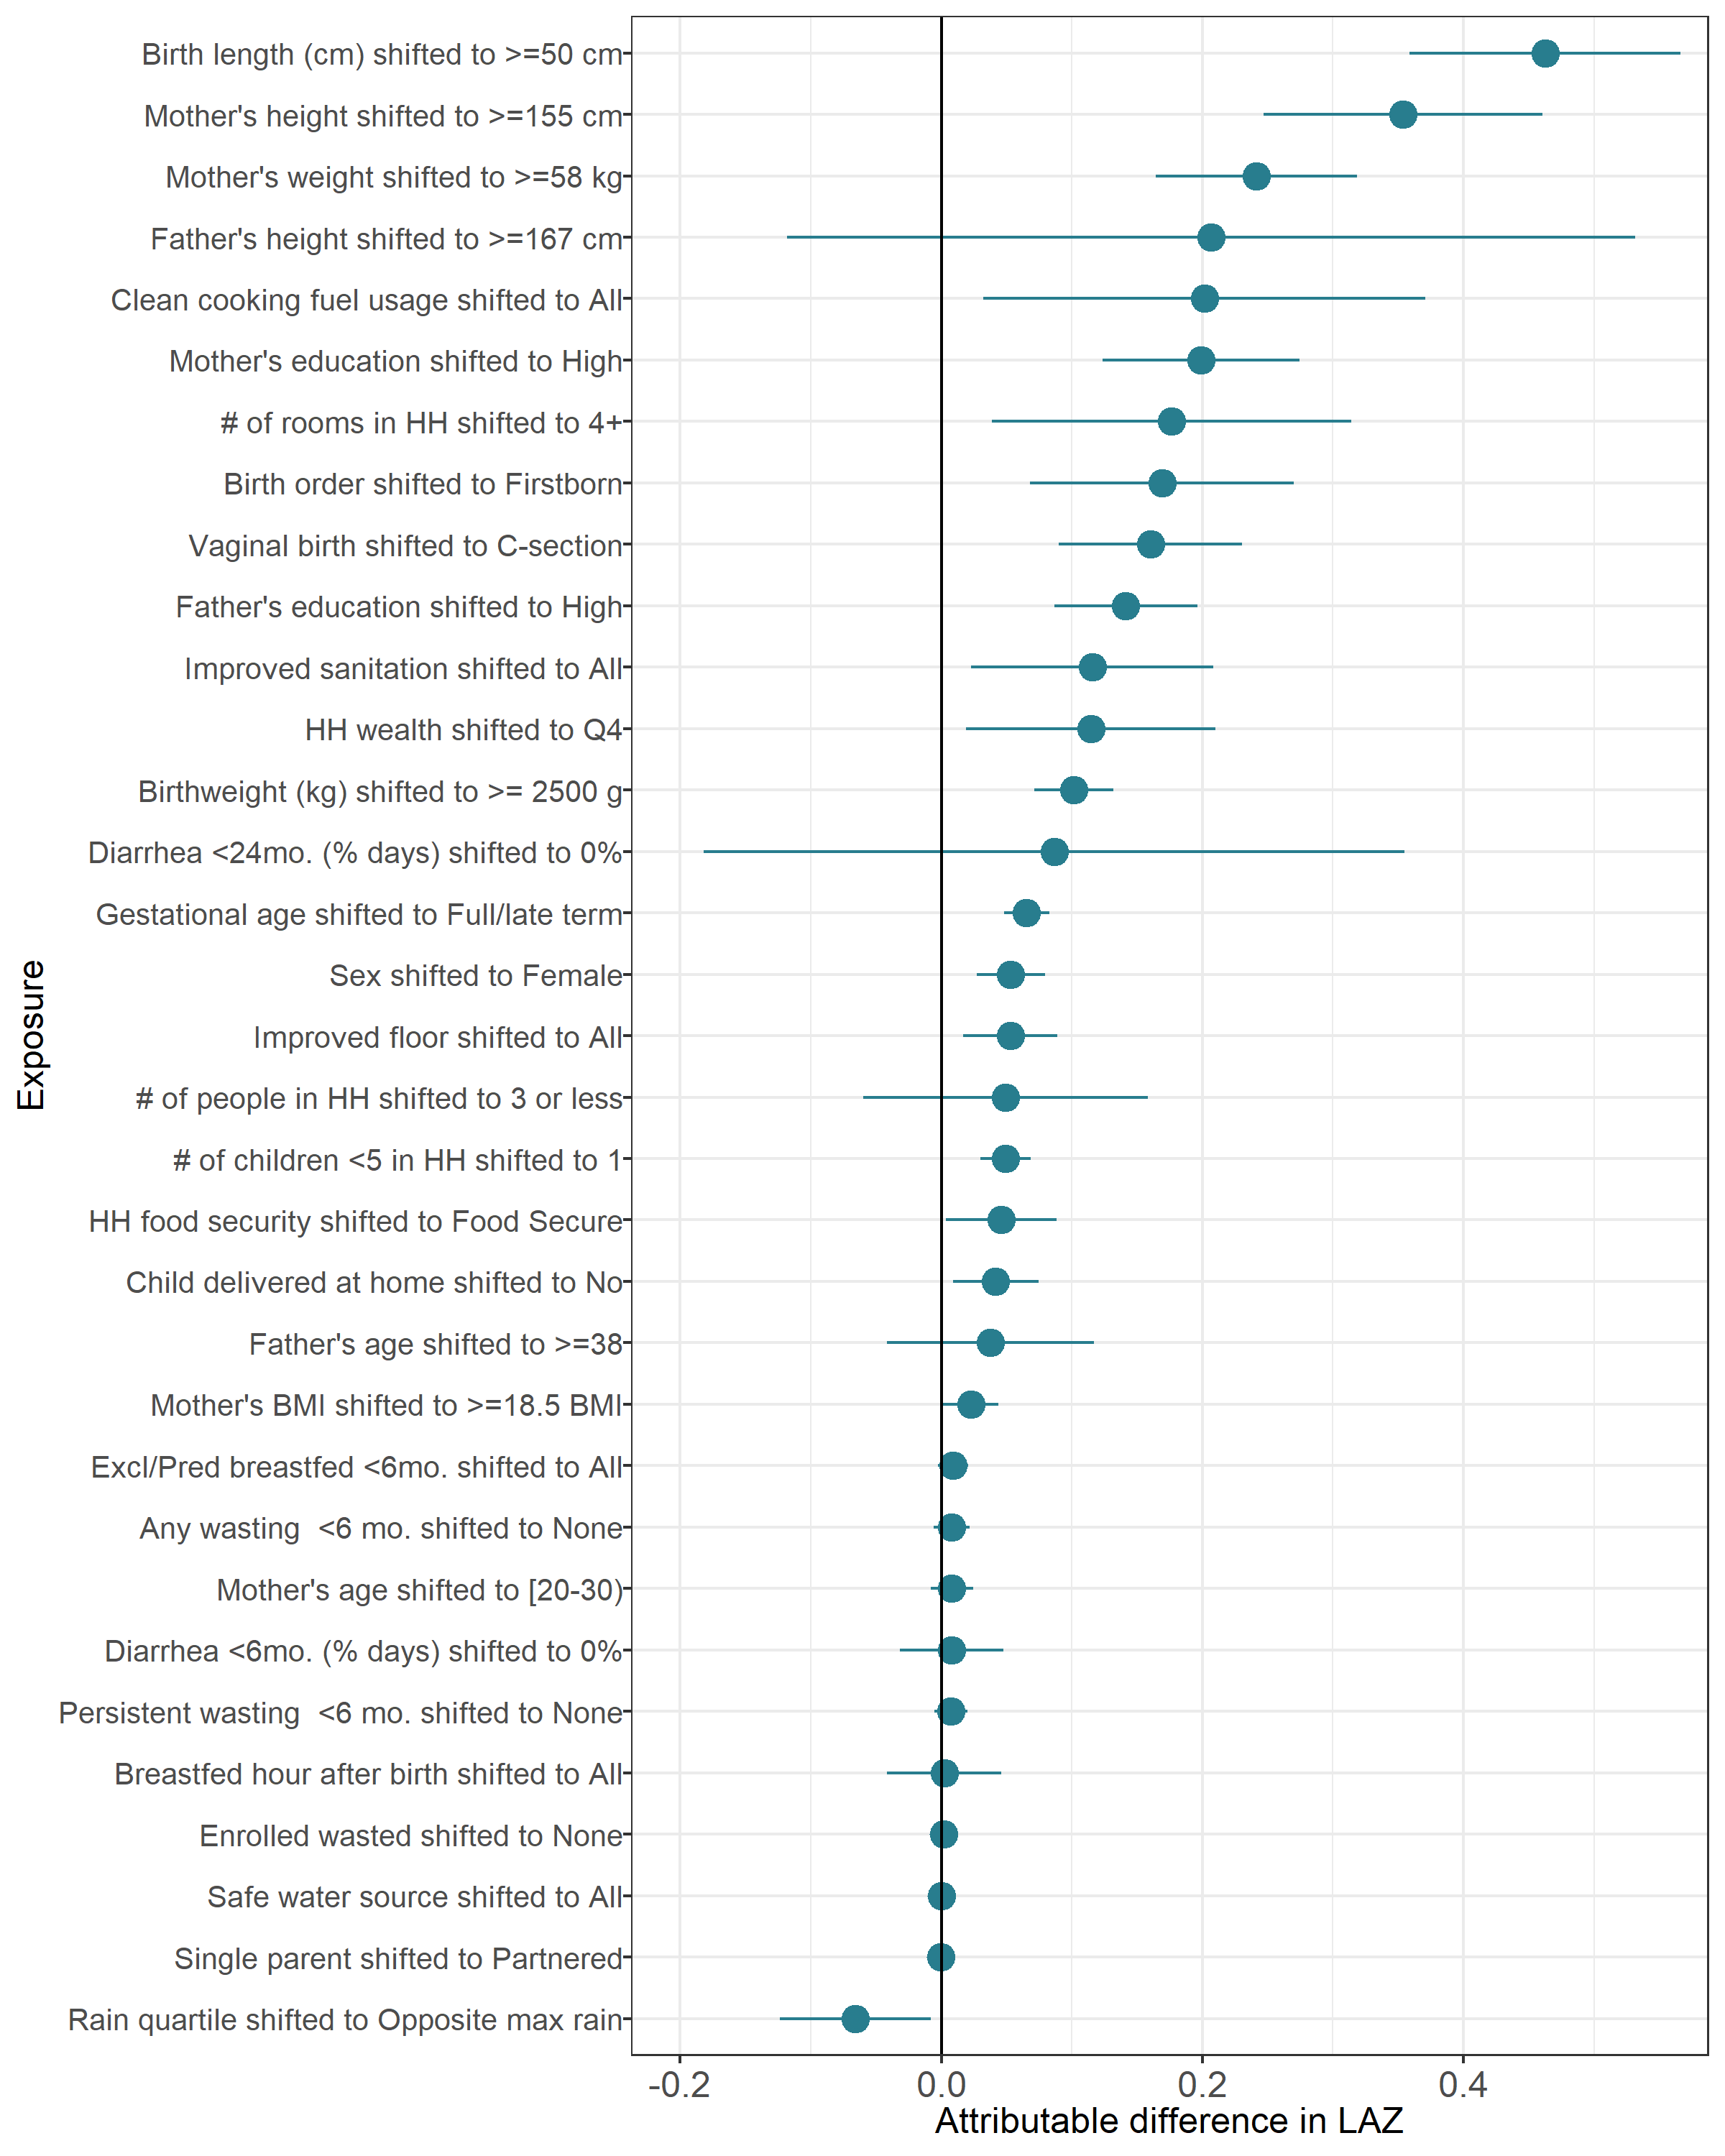 Birth length (cm) shifted to >=50 cm
Mother's height shifted to >=155 cm
Mother's weight shifted to >=58 kg
Father's height shifted to >=167 cm
Clean cooking fuel usage shifted to All
Mother's education shifted to High
# of rooms in HH shifted to 4+
Birth order shifted to Firstborn
Vaginal birth shifted to C-section
Father's education shifted to High
Improved sanitation shifted to All
HH wealth shifted to Q4
Birthweight (kg) shifted to >= 2500 g
Diarrhea <24mo. (% days) shifted to 0%
Gestational age shifted to Full/late term
Sex shifted to Female
Improved floor shifted to All
# of people in HH shifted to 3 or less
# of children <5 in HH shifted to 1
HH food security shifted to Food Secure
Child delivered at home shifted to No
Father's age shifted to >=38
Mother's BMI shifted to >=18.5 BMI
Excl/Pred breastfed <6mo. shifted to All
Any wasting  <6 mo. shifted to None
Mother's age shifted to [20-30)
Diarrhea <6mo. (% days) shifted to 0%
Persistent wasting  <6 mo. shifted to None
Breastfed hour after birth shifted to All
Enrolled wasted shifted to None
Safe water source shifted to All
Single parent shifted to Partnered
Rain quartile shifted to Opposite max rain
Exposure
-0.2 0.0 0.2 0.4
Attributable difference in LAZ